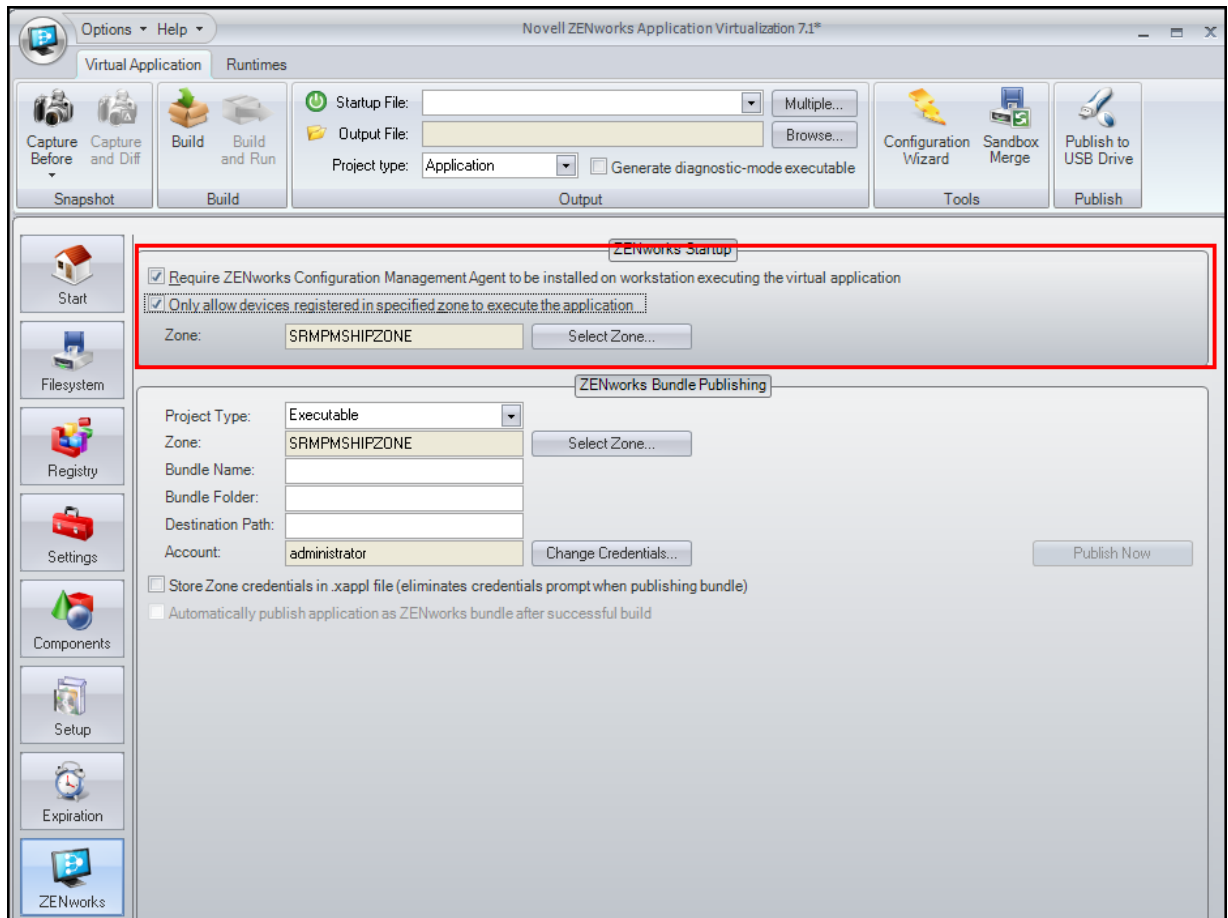 Options Help Novell ZENworks Application Virtualization 7.1*
Virtual Application Runtimes
Startup File: Multiple...
Output File: Browse...
Project type: Application Generate diagnostic-mode executable
Capture Before
Capture and Diff
Build
Build and Run
Configuration Wizard
Sandbox Merge
Publish to USB Drive
Snapshot Build Output Tools Publish
Start
Filesystem
Registry
Settings
Components
Setup
Expiration
ZENworks
ZENworks Startup
Require ZENworks Configuration Management Agent to be installed on workstation executing the virtual application
Only allow devices registered in specified zone to execute the application
Zone: SRMPMSHIPZONE Select Zone...
ZENworks Bundle Publishing
Project Type: Executable
Zone: SRMPMSHIPZONE Select Zone...
Bundle Name:
Bundle Folder:
Destination Path:
Account: administrator Change Credentials... Publish Now
Store Zone credentials in .xappl file (eliminates credentials prompt when publishing bundle)
Automatically publish application as ZENworks bundle after successful build